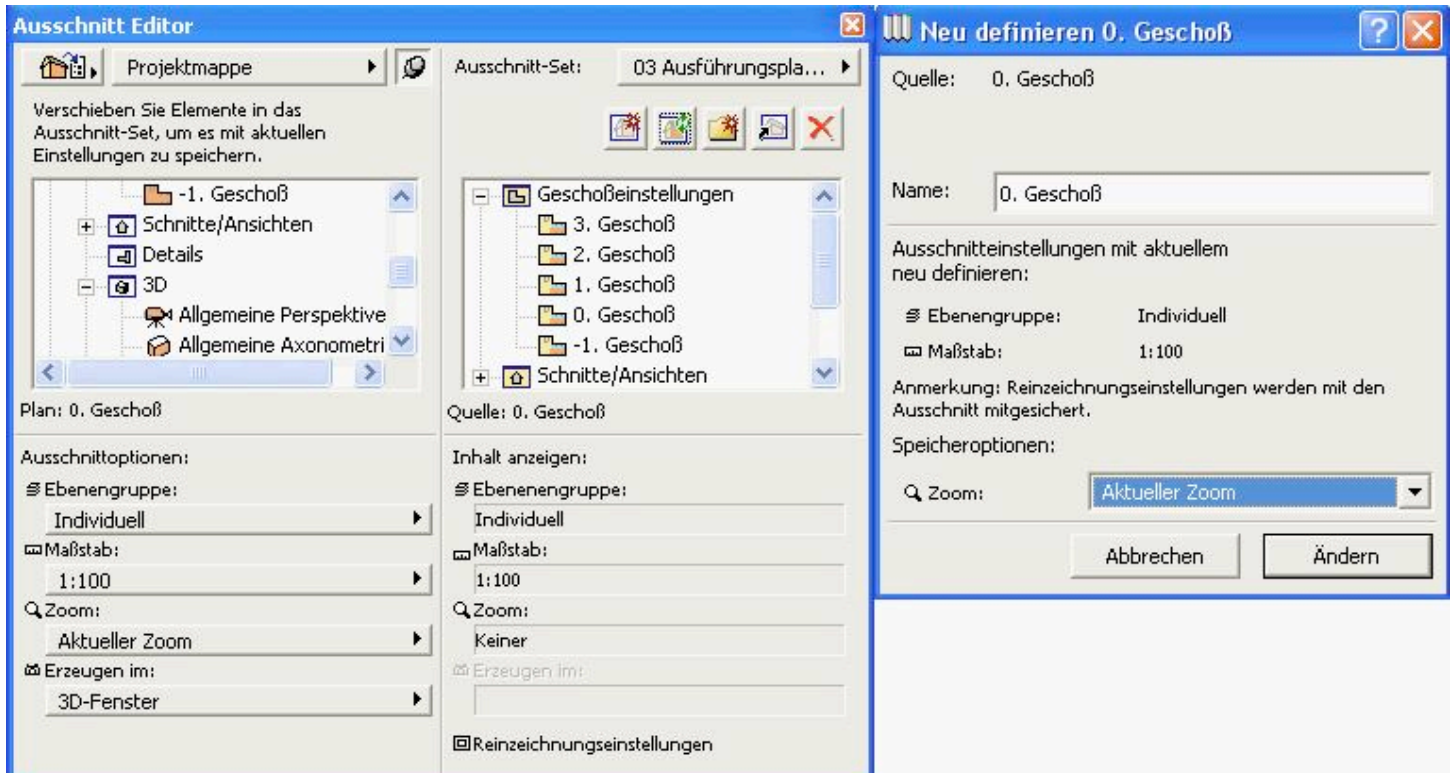 Ausschnitt Editor
Projektmappe
Verschieben Sie Elemente in das
Ausschnitt-Set, um es mit aktuellen
Einstellungen zu speichern.
-1. Geschoß
Schnitte/Ansichten
Details
3D
Allgemeine Perspektive
Allgemeine Axonometri
Plan: 0. Geschoß
Ausschnittoptionen:
Ebenengruppe:
Individuell
Maßstab:
1:100
Zoom:
Aktueller Zoom
Erzeugen im:
3D-Fenster
Ausschnitt-Set:
03 Ausführungspla...
Geschoßeinstellungen
3. Geschoß
2. Geschoß
1. Geschoß
0. Geschoß
-1. Geschoß
Schnitte/Ansichten
Quelle: 0. Geschoß
Inhalt anzeigen:
Ebenenengruppe:
Individuell
Maßstab:
1:100
Zoom:
Keiner
Erzeugen im:
Reinzeichnungseinstellungen
Neu definieren 0. Geschoß
Quelle: 0. Geschoß
Name: 0. Geschoß
Ausschnitteinstellungen mit aktuellem
neu definieren:
Ebenengruppe: Individuell
Maßstab: 1:100
Anmerkung: Reinzeichnungseinstellungen werden mit den
Ausschnitt mitgesichert.
Speicheroptionen:
Zoom: Aktueller Zoom
Abbrechen Ändern